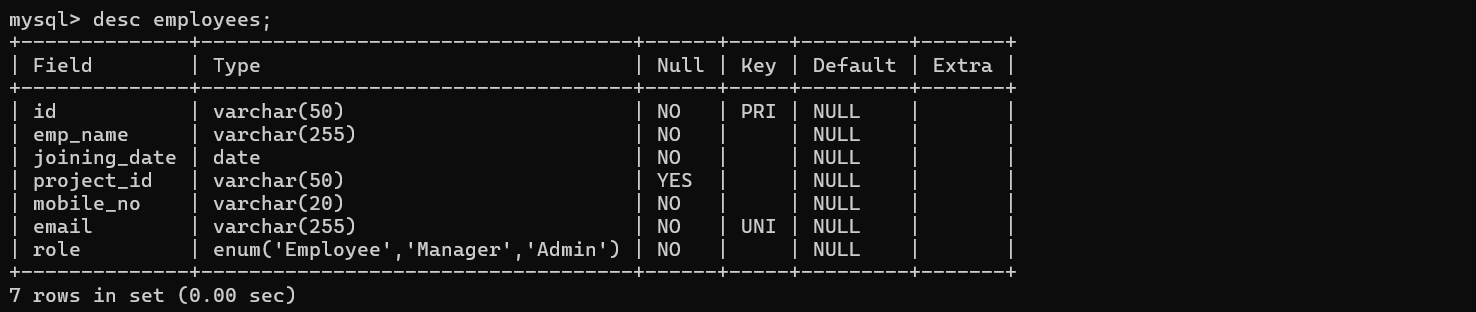 mysql> desc employees;
+--------------+------------------------------------+------+-----+---------+-------+
| Field        | Type                               | Null | Key | Default | Extra |
+--------------+------------------------------------+------+-----+---------+-------+
| id           | varchar(50)                        | NO   | PRI | NULL    |       |
| emp_name     | varchar(255)                       | NO   |     | NULL    |       |
| joining_date | date                               | NO   |     | NULL    |       |
| project_id   | varchar(50)                        | YES  |     | NULL    |       |
| mobile_no    | varchar(20)                        | NO   |     | NULL    |       |
| email        | varchar(255)                       | NO   | UNI | NULL    |       |
| role         | enum('Employee','Manager','Admin') | NO   |     | NULL    |       |
+--------------+------------------------------------+------+-----+---------+-------+
7 rows in set (0.00 sec)